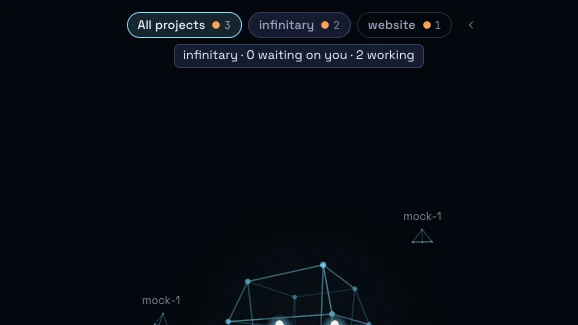 All projects 3 infinitary 2 website 1 ‹
infinitary · 0 waiting on you · 2 working
mock-1
mock-1